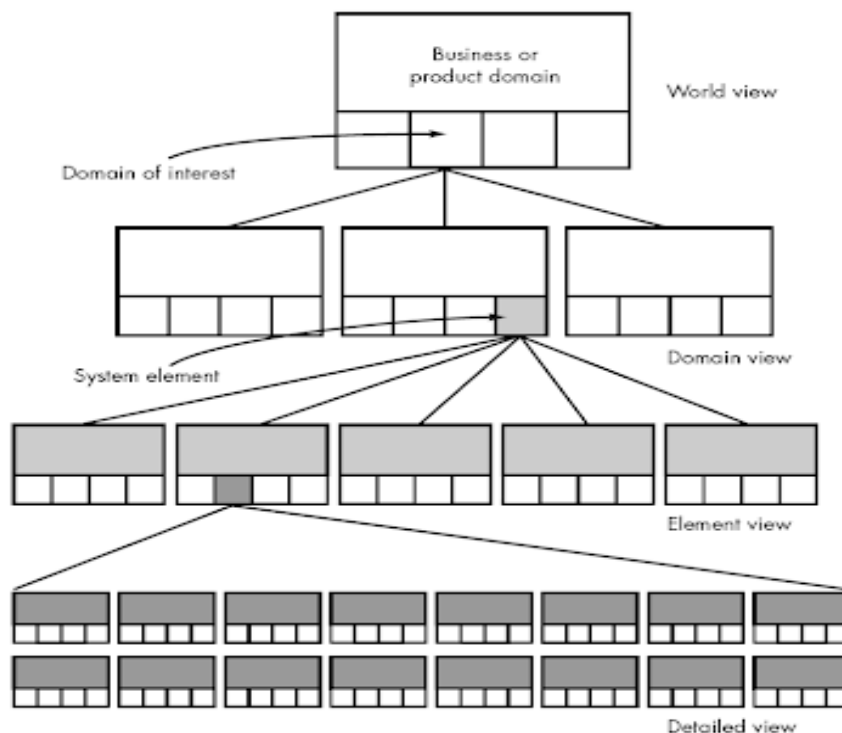 Business or
product domain
World view
Domain of interest
Domain view
System element
Element view
Detailed view